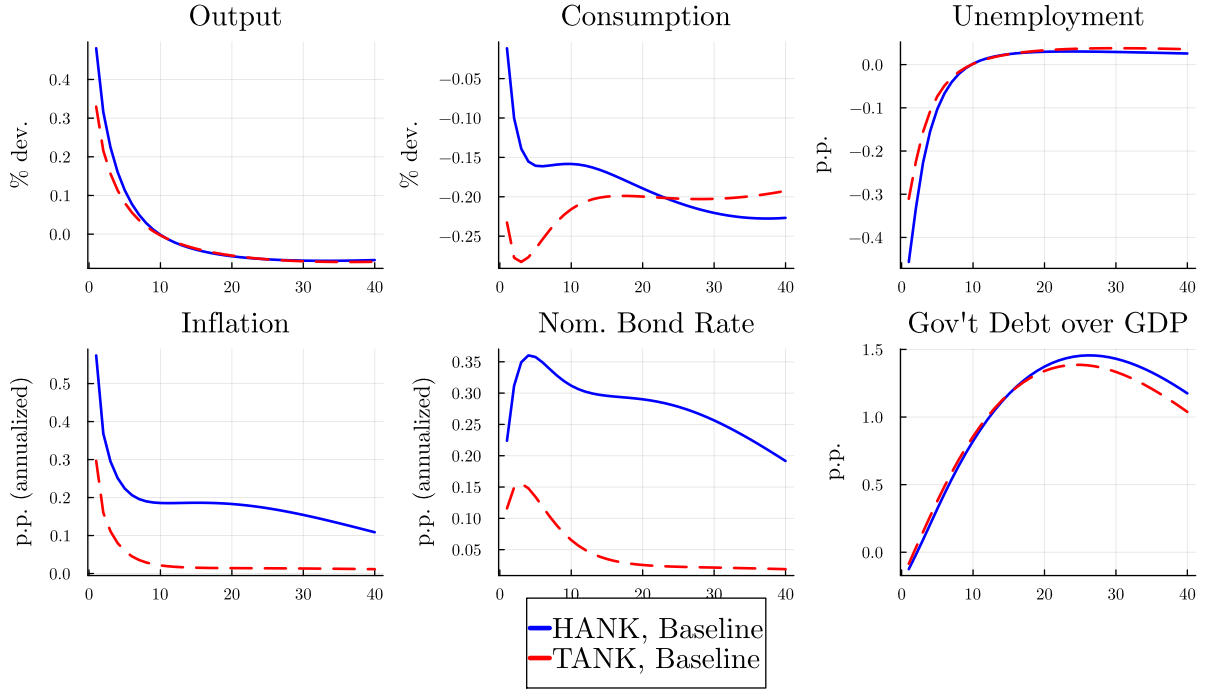 Output
% dev.
0.4
0.3
0.2
0.1
0.0
0 10 20 30 40
Consumption
% dev.
−0.05
−0.10
−0.15
−0.20
−0.25
0 10 20 30 40
Unemployment
p.p.
0.0
−0.1
−0.2
−0.3
−0.4
0 10 20 30 40
Inflation
p.p. (annualized)
0.5
0.4
0.3
0.2
0.1
0.0
0 10 20 30 40
Nom. Bond Rate
p.p. (annualized)
0.35
0.30
0.25
0.20
0.15
0.10
0.05
0 10 20 30 40
Gov't Debt over GDP
p.p.
1.5
1.0
0.5
0.0
0 10 20 30 40
HANK, Baseline
TANK, Baseline